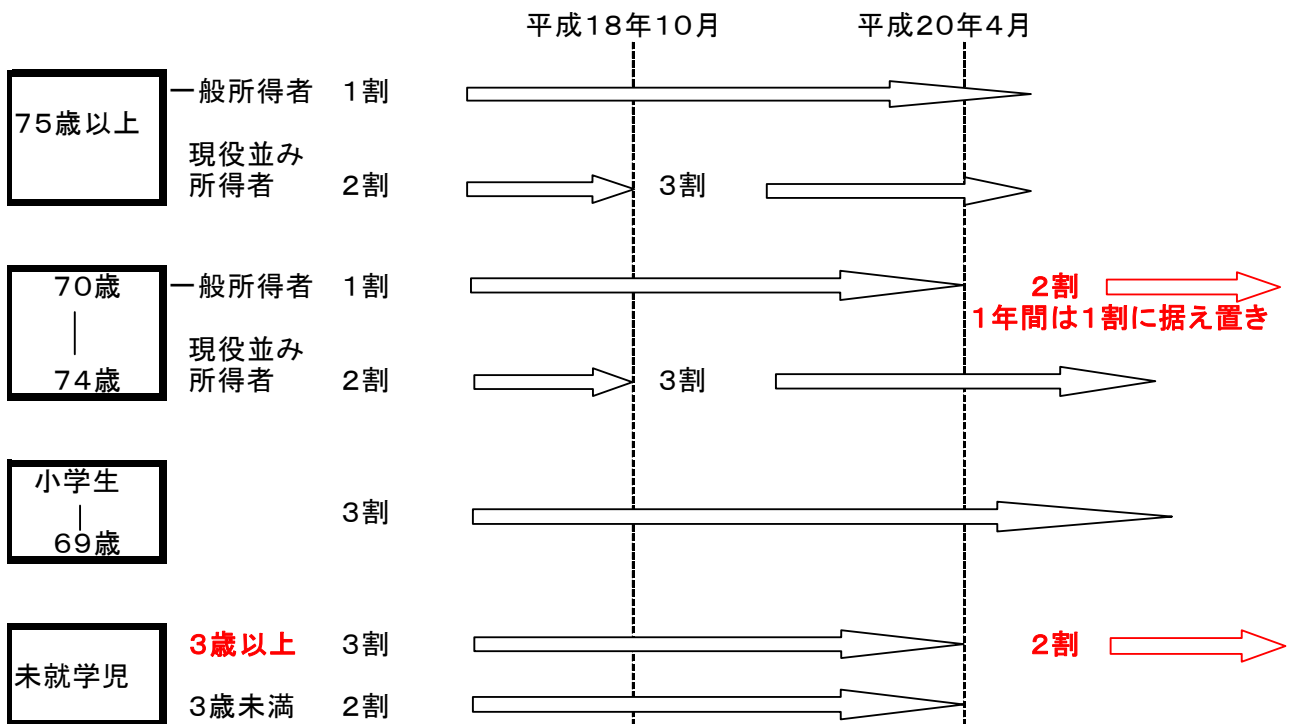 平成18年10月 平成20年4月
75歳以上
一般所得者 1割
現役並み
所得者 2割 3割
70歳
|
74歳
一般所得者 1割 2割
1年間は1割に据え置き
現役並み
所得者 2割 3割
小学生
|
69歳
3割
未就学児
3歳以上 3割 2割
3歳未満 2割